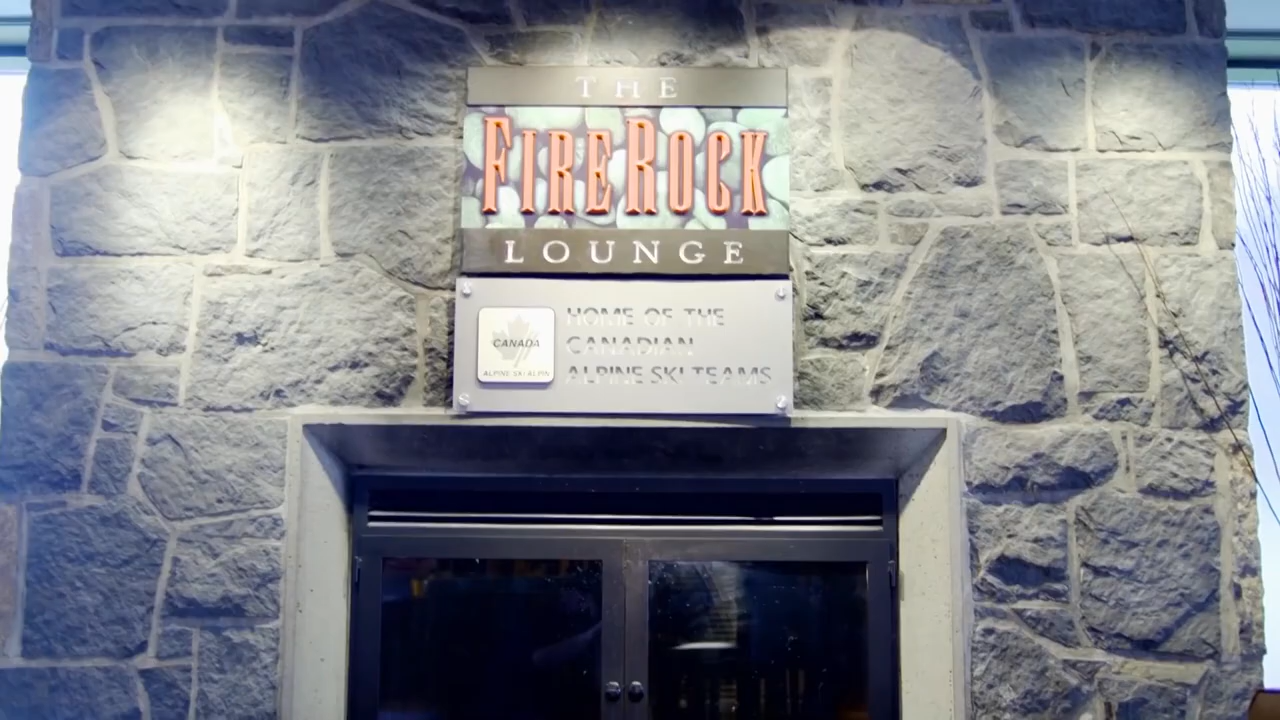 THE
FIREROCK
LOUNGE
HOME OF THE
CANADIAN
ALPINE SKI TEAMS
CANADA
ALPINE SKI ALPIN